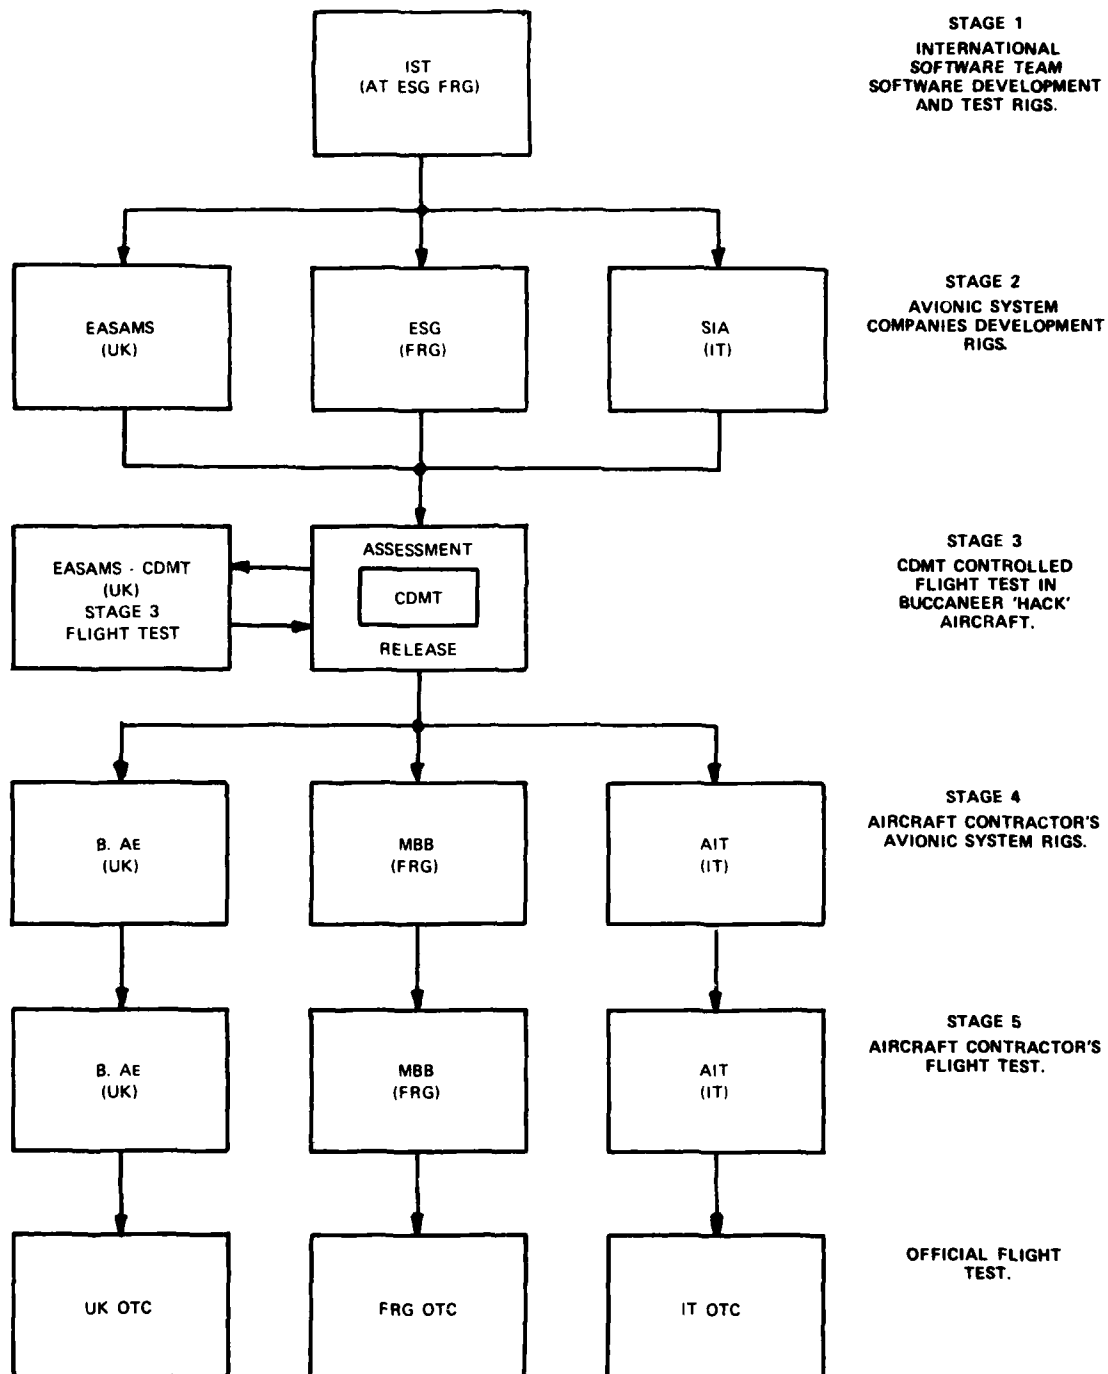 IST
(AT ESG FRG)
STAGE 1
INTERNATIONAL
SOFTWARE TEAM
SOFTWARE DEVELOPMENT
AND TEST RIGS.
EASAMS
(UK)
ESG
(FRG)
SIA
(IT)
STAGE 2
AVIONIC SYSTEM
COMPANIES DEVELOPMENT
RIGS.
EASAMS - CDMT
(UK)
STAGE 3
FLIGHT TEST
ASSESSMENT
CDMT
RELEASE
STAGE 3
CDMT CONTROLLED
FLIGHT TEST IN
BUCCANEER 'HACK'
AIRCRAFT.
B. AE
(UK)
MBB
(FRG)
AIT
(IT)
STAGE 4
AIRCRAFT CONTRACTOR'S
AVIONIC SYSTEM RIGS.
B. AE
(UK)
MBB
(FRG)
AIT
(IT)
STAGE 5
AIRCRAFT CONTRACTOR'S
FLIGHT TEST.
UK OTC
FRG OTC
IT OTC
OFFICIAL FLIGHT
TEST.